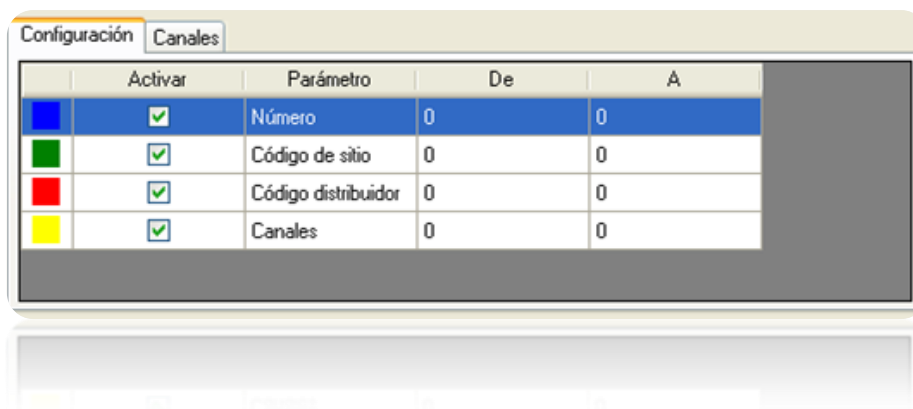 Configuración Canales
Activar Parámetro De A
Número 0 0
Código de sitio 0 0
Código distribuidor 0 0
Canales 0 0